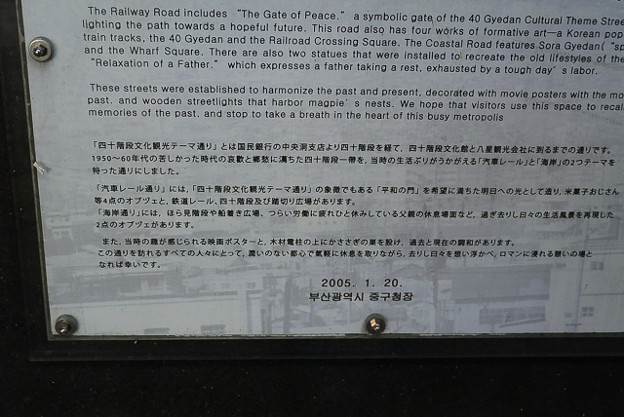 The Railway Road includes "The Gate of Peace," a symbolic gate of the 40 Gyedan Cultural Theme Stree
lighting the path towards a hopeful future. This road also has four works of formative art—a Korean pop
train tracks, the 40 Gyedan and the Railroad Crossing Square. The Coastal Road features Sora Gyedan("sp
and the Wharf Square. There are also two statues that were installed to recreate the old lifestyles of the
"Relaxation of a Father," which expresses a father taking a rest, exhausted by a tough day's labor.
These streets were established to harmonize the past and present, decorated with movie posters with the mo
past, and wooden streetlights that harbor magpie's nests. We hope that visitors use this space to recal
memories of the past, and stop to take a breath in the heart of this busy metropolis
「四十階段文化観光テーマ通り」とは国民銀行の中央洞支店より四十階段を経て、四十階段文化館と八星観光会社に到るまでの通りです。
1950〜60年代の苦しかった時代の哀歓と郷愁に満ちた四十階段一帯を、当時の生活ぶりがうかがえる「汽車レール」と「海岸」の2つテーマを
持った通りにしました。
「汽車レール通り」には、「四十階段文化観光テーマ通り」の象徴でもある「平和の門」を希望に満ちた明日への光として造り、米菓子おじさん
等4点のオブヅェと、鉄道レール、四十階段及び踏切り広場があります。
「海岸通り」には、ほら見階段や船着き広場、つらい労働に疲れひと休みしている父親の休息場面など、過ぎ去りし日々の生活風景を再現した
2点のオブヅェがあります。
また、当時の趣が感じられる映画ポスターと、木材電柱の上にかささぎの巣を設け、過去と現在の調和があります。
この通りを訪れるすべての人々にとって、潤いのない都心で気軽に休息を取りながら、去りし日々を想い浮かべ、ロマンに浸れる憩いの場と
なれば幸いです。
2005. 1. 20.
부산광역시 중구청장